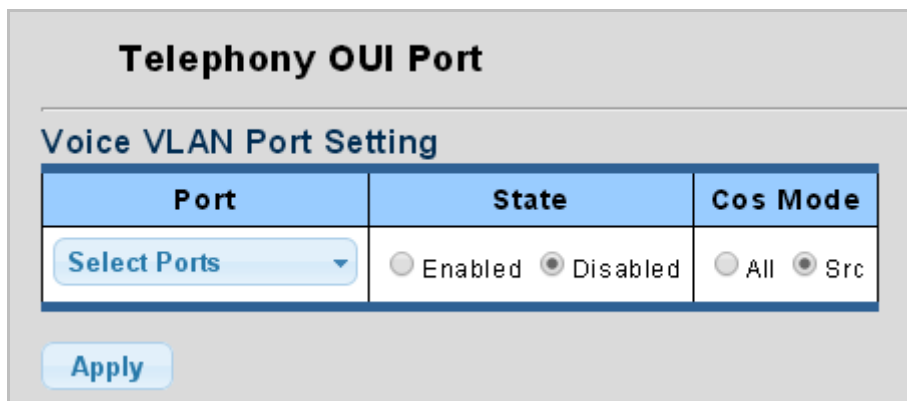 Telephony OUI Port
Voice VLAN Port Setting
Port State Cos Mode
Select Ports Enabled Disabled All Src
Apply